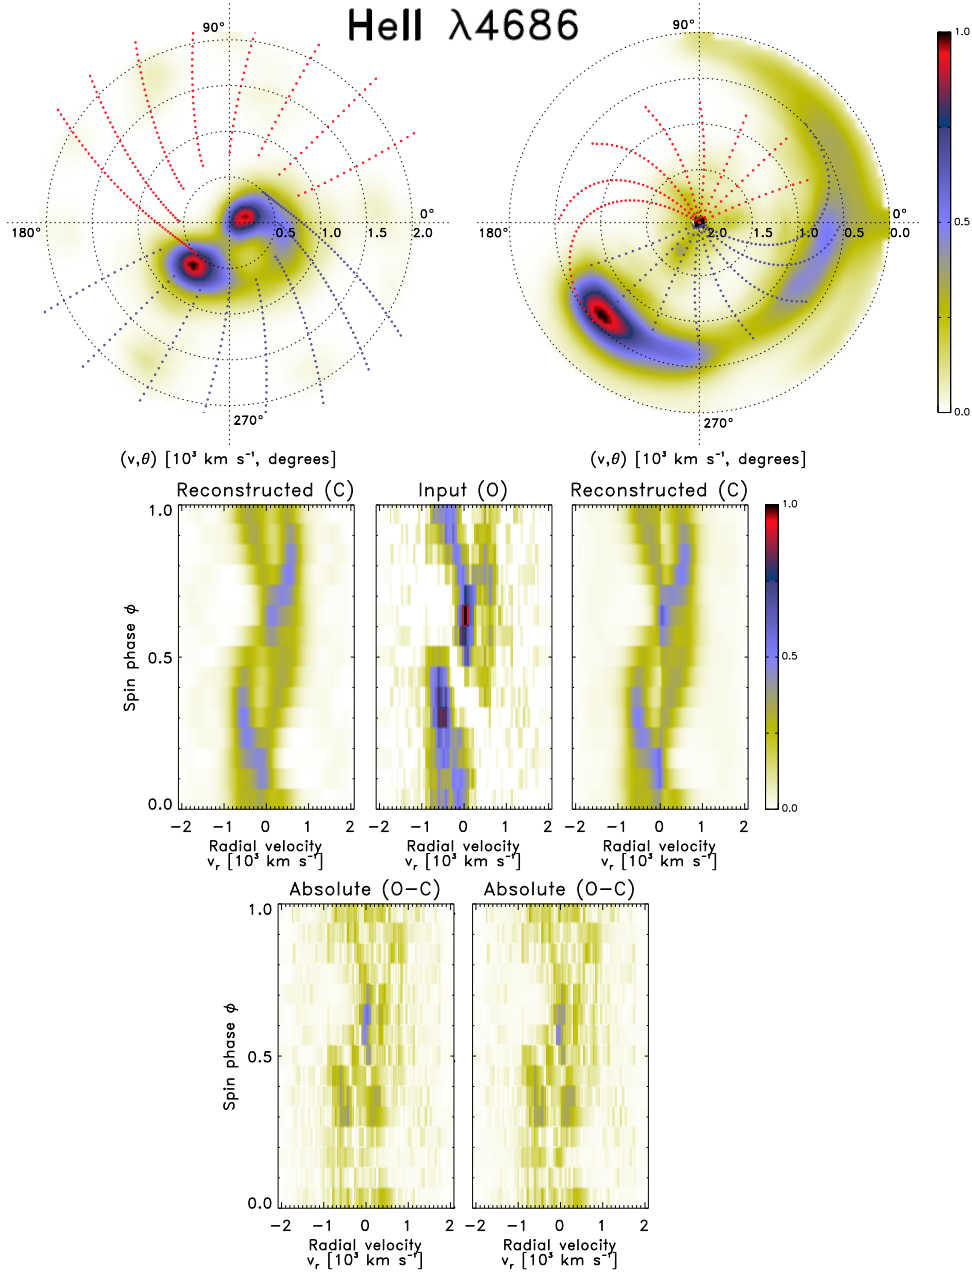 HeII λ4686
90°
90°
1.0
180°
0.5
1.0
1.5
2.0
0°
180°
2.0
1.5
1.0
0.5
0.0
0°
0.5
270°
270°
0.0
(v,θ) [10³ km s⁻¹, degrees]
(v,θ) [10³ km s⁻¹, degrees]
Reconstructed (C)
Input (O)
Reconstructed (C)
1.0
1.0
Spin phase ϕ
0.5
0.5
0.0
0.0
−2 −1 0 1 2
−2 −1 0 1 2
−2 −1 0 1 2
Radial velocity
vᵣ [10³ km s⁻¹]
Radial velocity
vᵣ [10³ km s⁻¹]
Radial velocity
vᵣ [10³ km s⁻¹]
Absolute (O−C)
Absolute (O−C)
1.0
Spin phase ϕ
0.5
0.0
−2 −1 0 1 2
−2 −1 0 1 2
Radial velocity
vᵣ [10³ km s⁻¹]
Radial velocity
vᵣ [10³ km s⁻¹]